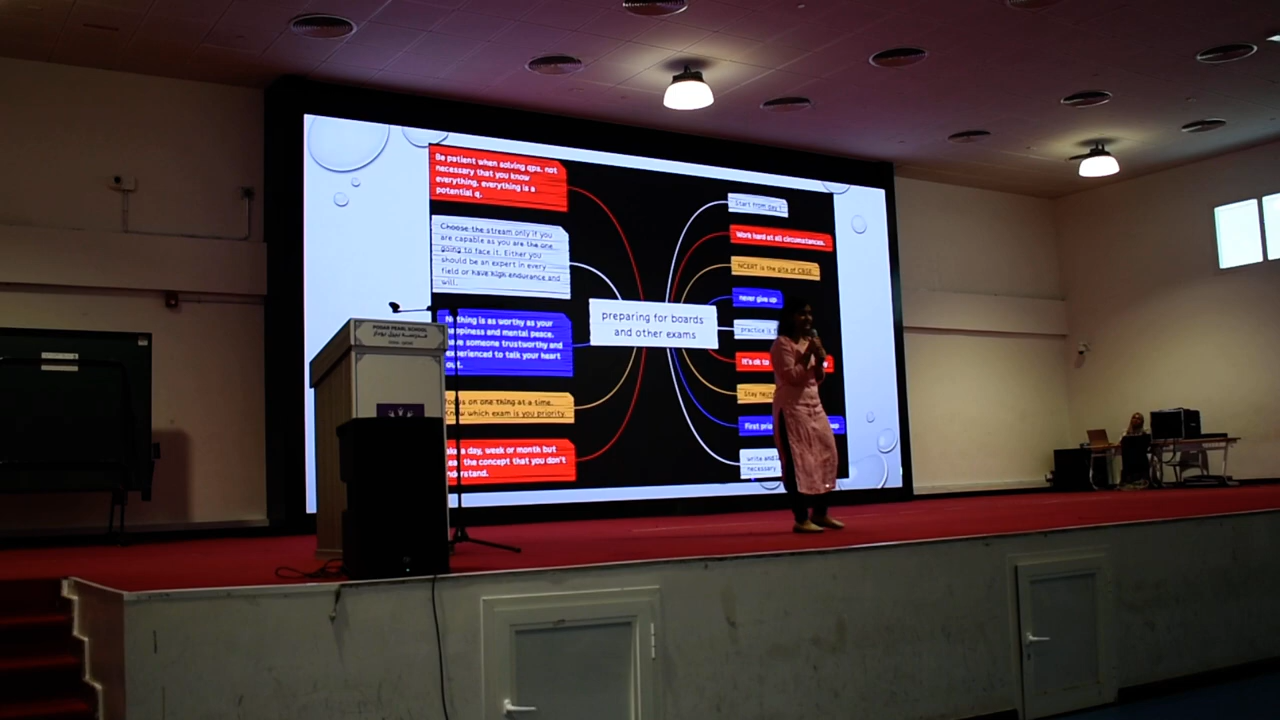 Be patient when solving qps. not
necessary that you know
everything. everything is a
potential q.
Choose the stream only if you
are capable as you are the one
going to face it. Either you
should be an expert in every
field or have high endurance and
will.
Nothing is as worthy as your
happiness and mental peace.
have someone trustworthy and
experienced to talk your heart
out.
Focus on one thing at a time.
Know which exam is you priority.
day, week or month but
the concept that you don't
understand.
preparing for boards
and other exams
Start from day 1
Work hard at all circumstances.
NCERT is the gita of CBSE
never give up
practice is
It's ok to
Stay
First
write and
necessary
PODAR PEARL SCHOOL